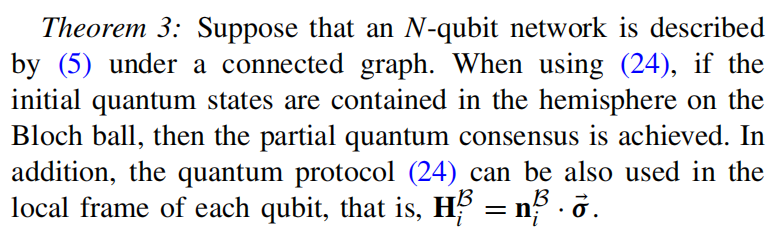 Theorem 3: Suppose that an N-qubit network is described
by (5) under a connected graph. When using (24), if the
initial quantum states are contained in the hemisphere on the
Bloch ball, then the partial quantum consensus is achieved. In
addition, the quantum protocol (24) can be also used in the
local frame of each qubit, that is, $\mathbf{H}_i^{\mathcal{B}} = \mathbf{n}_i^{\mathcal{B}} \cdot \vec{\boldsymbol{\sigma}}$.